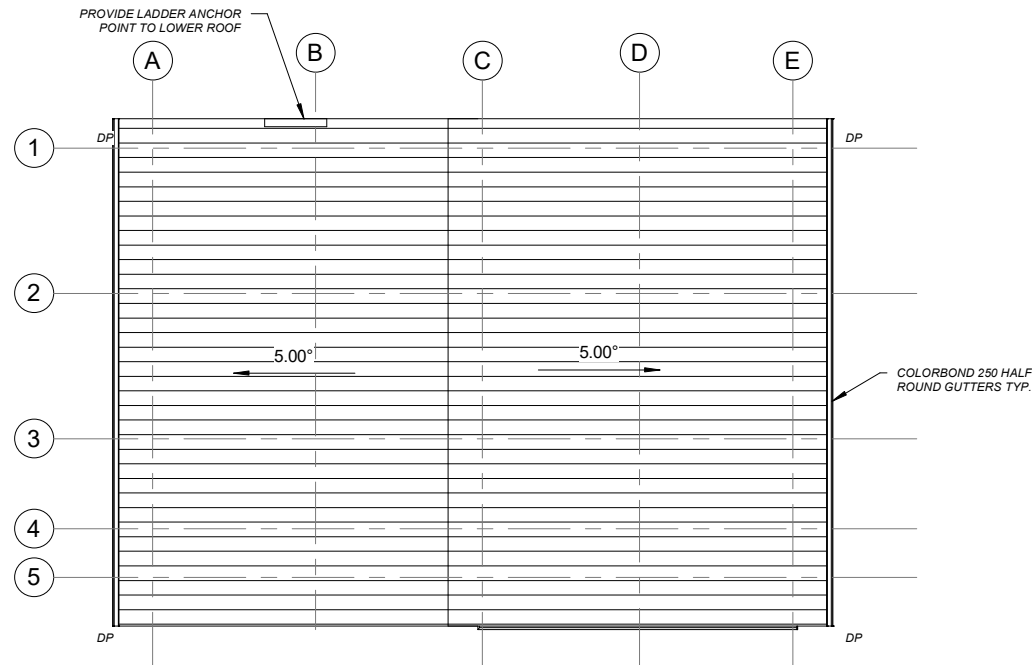 PROVIDE LADDER ANCHOR
POINT TO LOWER ROOF
A
B
C
D
E
DP
DP
1
2
5.00°
5.00°
COLORBOND 250 HALF
ROUND GUTTERS TYP.
3
4
5
DP
DP